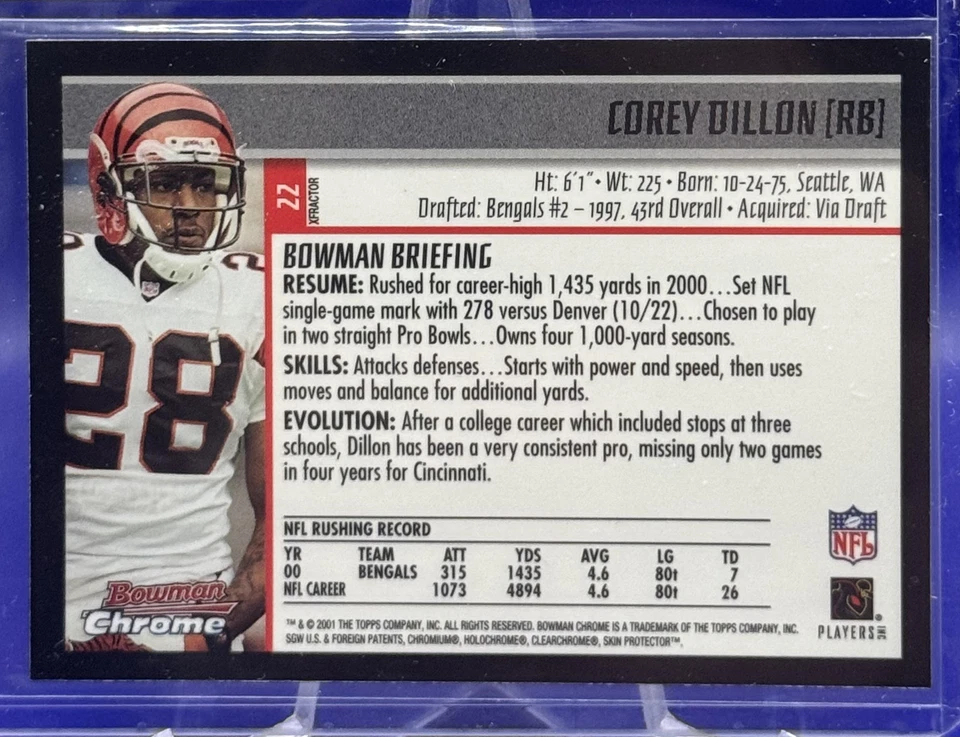 COREY DILLON [RB]
22
XFRACTOR
Ht: 6'1" • Wt: 225 • Born: 10-24-75, Seattle, WA
Drafted: Bengals #2 – 1997, 43rd Overall • Acquired: Via Draft
BOWMAN BRIEFING
RESUME: Rushed for career-high 1,435 yards in 2000...Set NFL
single-game mark with 278 versus Denver (10/22)...Chosen to play
in two straight Pro Bowls...Owns four 1,000-yard seasons.
SKILLS: Attacks defenses...Starts with power and speed, then uses
moves and balance for additional yards.
EVOLUTION: After a college career which included stops at three
schools, Dillon has been a very consistent pro, missing only two games
in four years for Cincinnati.
NFL RUSHING RECORD
YR TEAM ATT YDS AVG LG TD
00 BENGALS 315 1435 4.6 80t 7
NFL CAREER 1073 4894 4.6 80t 26
™ & © 2001 THE TOPPS COMPANY, INC. ALL RIGHTS RESERVED. BOWMAN CHROME IS A TRADEMARK OF THE TOPPS COMPANY, INC.
SGW U.S. & FOREIGN PATENTS, CHROMIUM®, HOLOCHROME®, CLEARCHROME®, SKIN PROTECTOR™.
28
2
Bowman
Chrome
NFL
PLAYERS INC ®